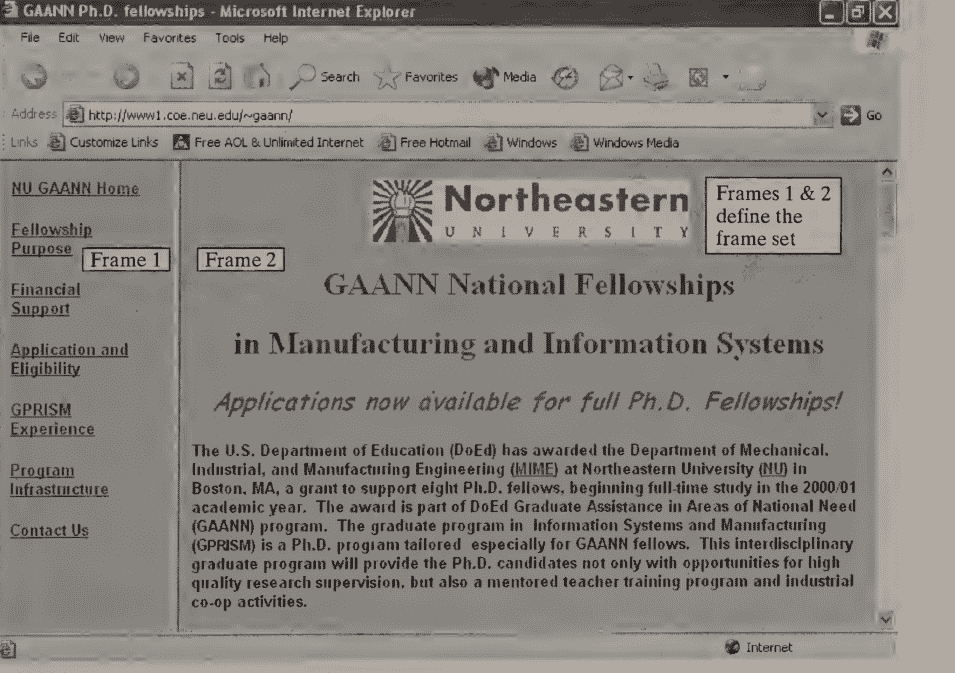 GAANN Ph.D. fellowships - Microsoft Internet Explorer
File Edit View Favorites Tools Help
Search Favorites Media
Address http://www1.coe.neu.edu/~gaann/ Go
Links Customize Links Free AOL & Unlimited Internet Free Hotmail Windows Windows Media
NU GAANN Home
Fellowship
Purpose
Frame 1
Financial
Support
Application and
Eligibility
GPRISM
Experience
Program
Infrastructure
Contact Us
Northeastern
UNIVERSITY
Frames 1 & 2
define the
frame set
Frame 2
GAANN National Fellowships
in Manufacturing and Information Systems
Applications now available for full Ph.D. Fellowships!
The U.S. Department of Education (DoEd) has awarded the Department of Mechanical,
Industrial, and Manufacturing Engineering (MIME) at Northeastern University (NU) in
Boston, MA, a grant to support eight Ph.D. fellows, beginning full-time study in the 2000/01
academic year. The award is part of DoEd Graduate Assistance in Areas of National Need
(GAANN) program. The graduate program in Information Systems and Manufacturing
(GPRISM) is a Ph.D. program tailored especially for GAANN fellows. This interdisciplinary
graduate program will provide the Ph.D. candidates not only with opportunities for high
quality research supervision, but also a mentored teacher training program and industrial
co-op activities.
Internet